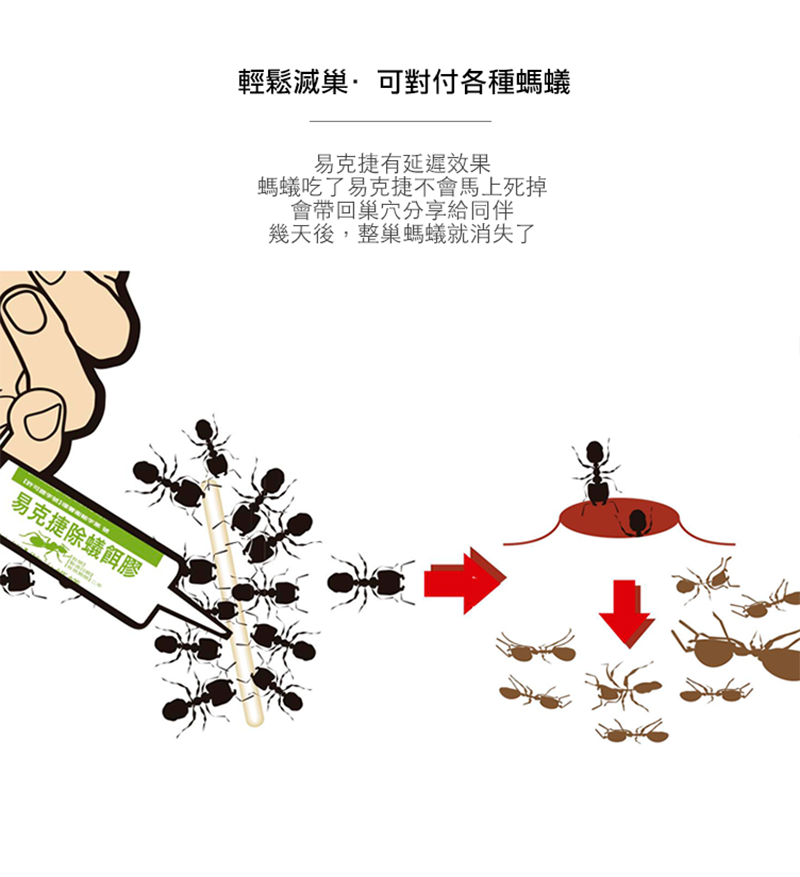 輕鬆滅巢‧ 可對付各種螞蟻
易克捷有延遲效果
螞蟻吃了易克捷不會馬上死掉
會帶回巢穴分享給同伴
幾天後，整巢螞蟻就消失了
易克捷除蟻餌膠